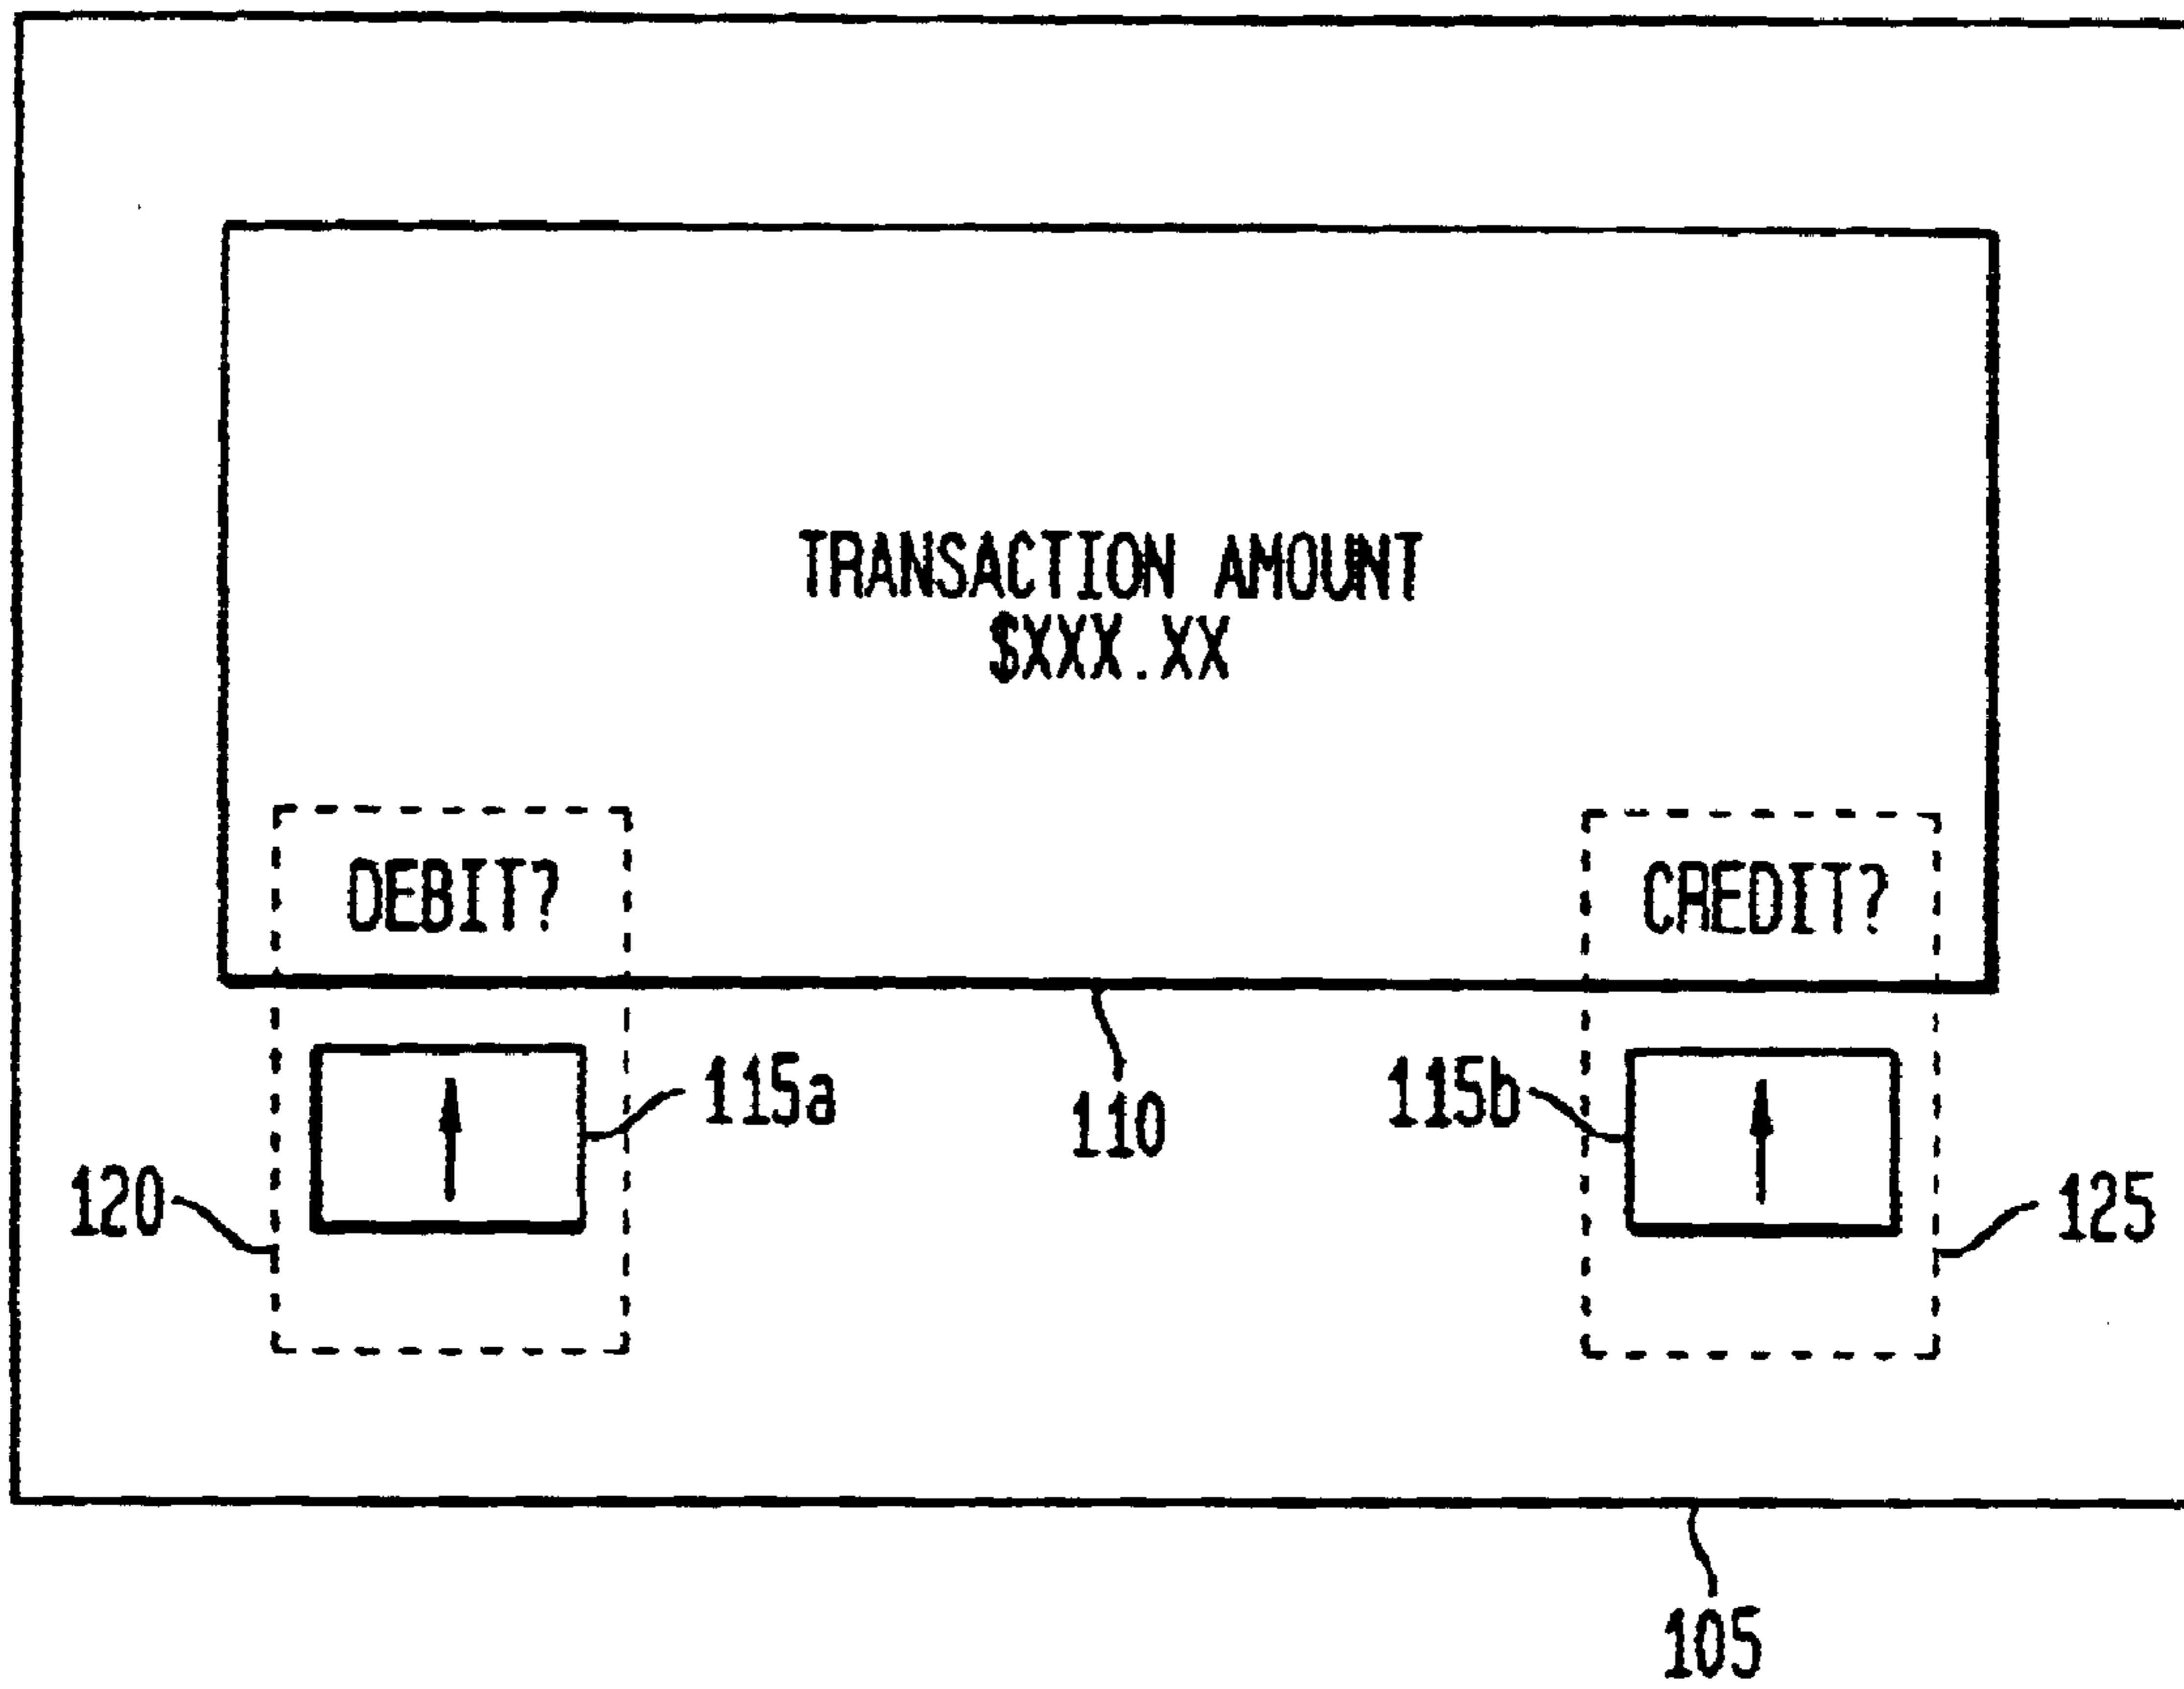 TRANSACTION AMOUNT
$XXX.XX
DEBIT?
CREDIT?
115a
110
115b
120
125
105